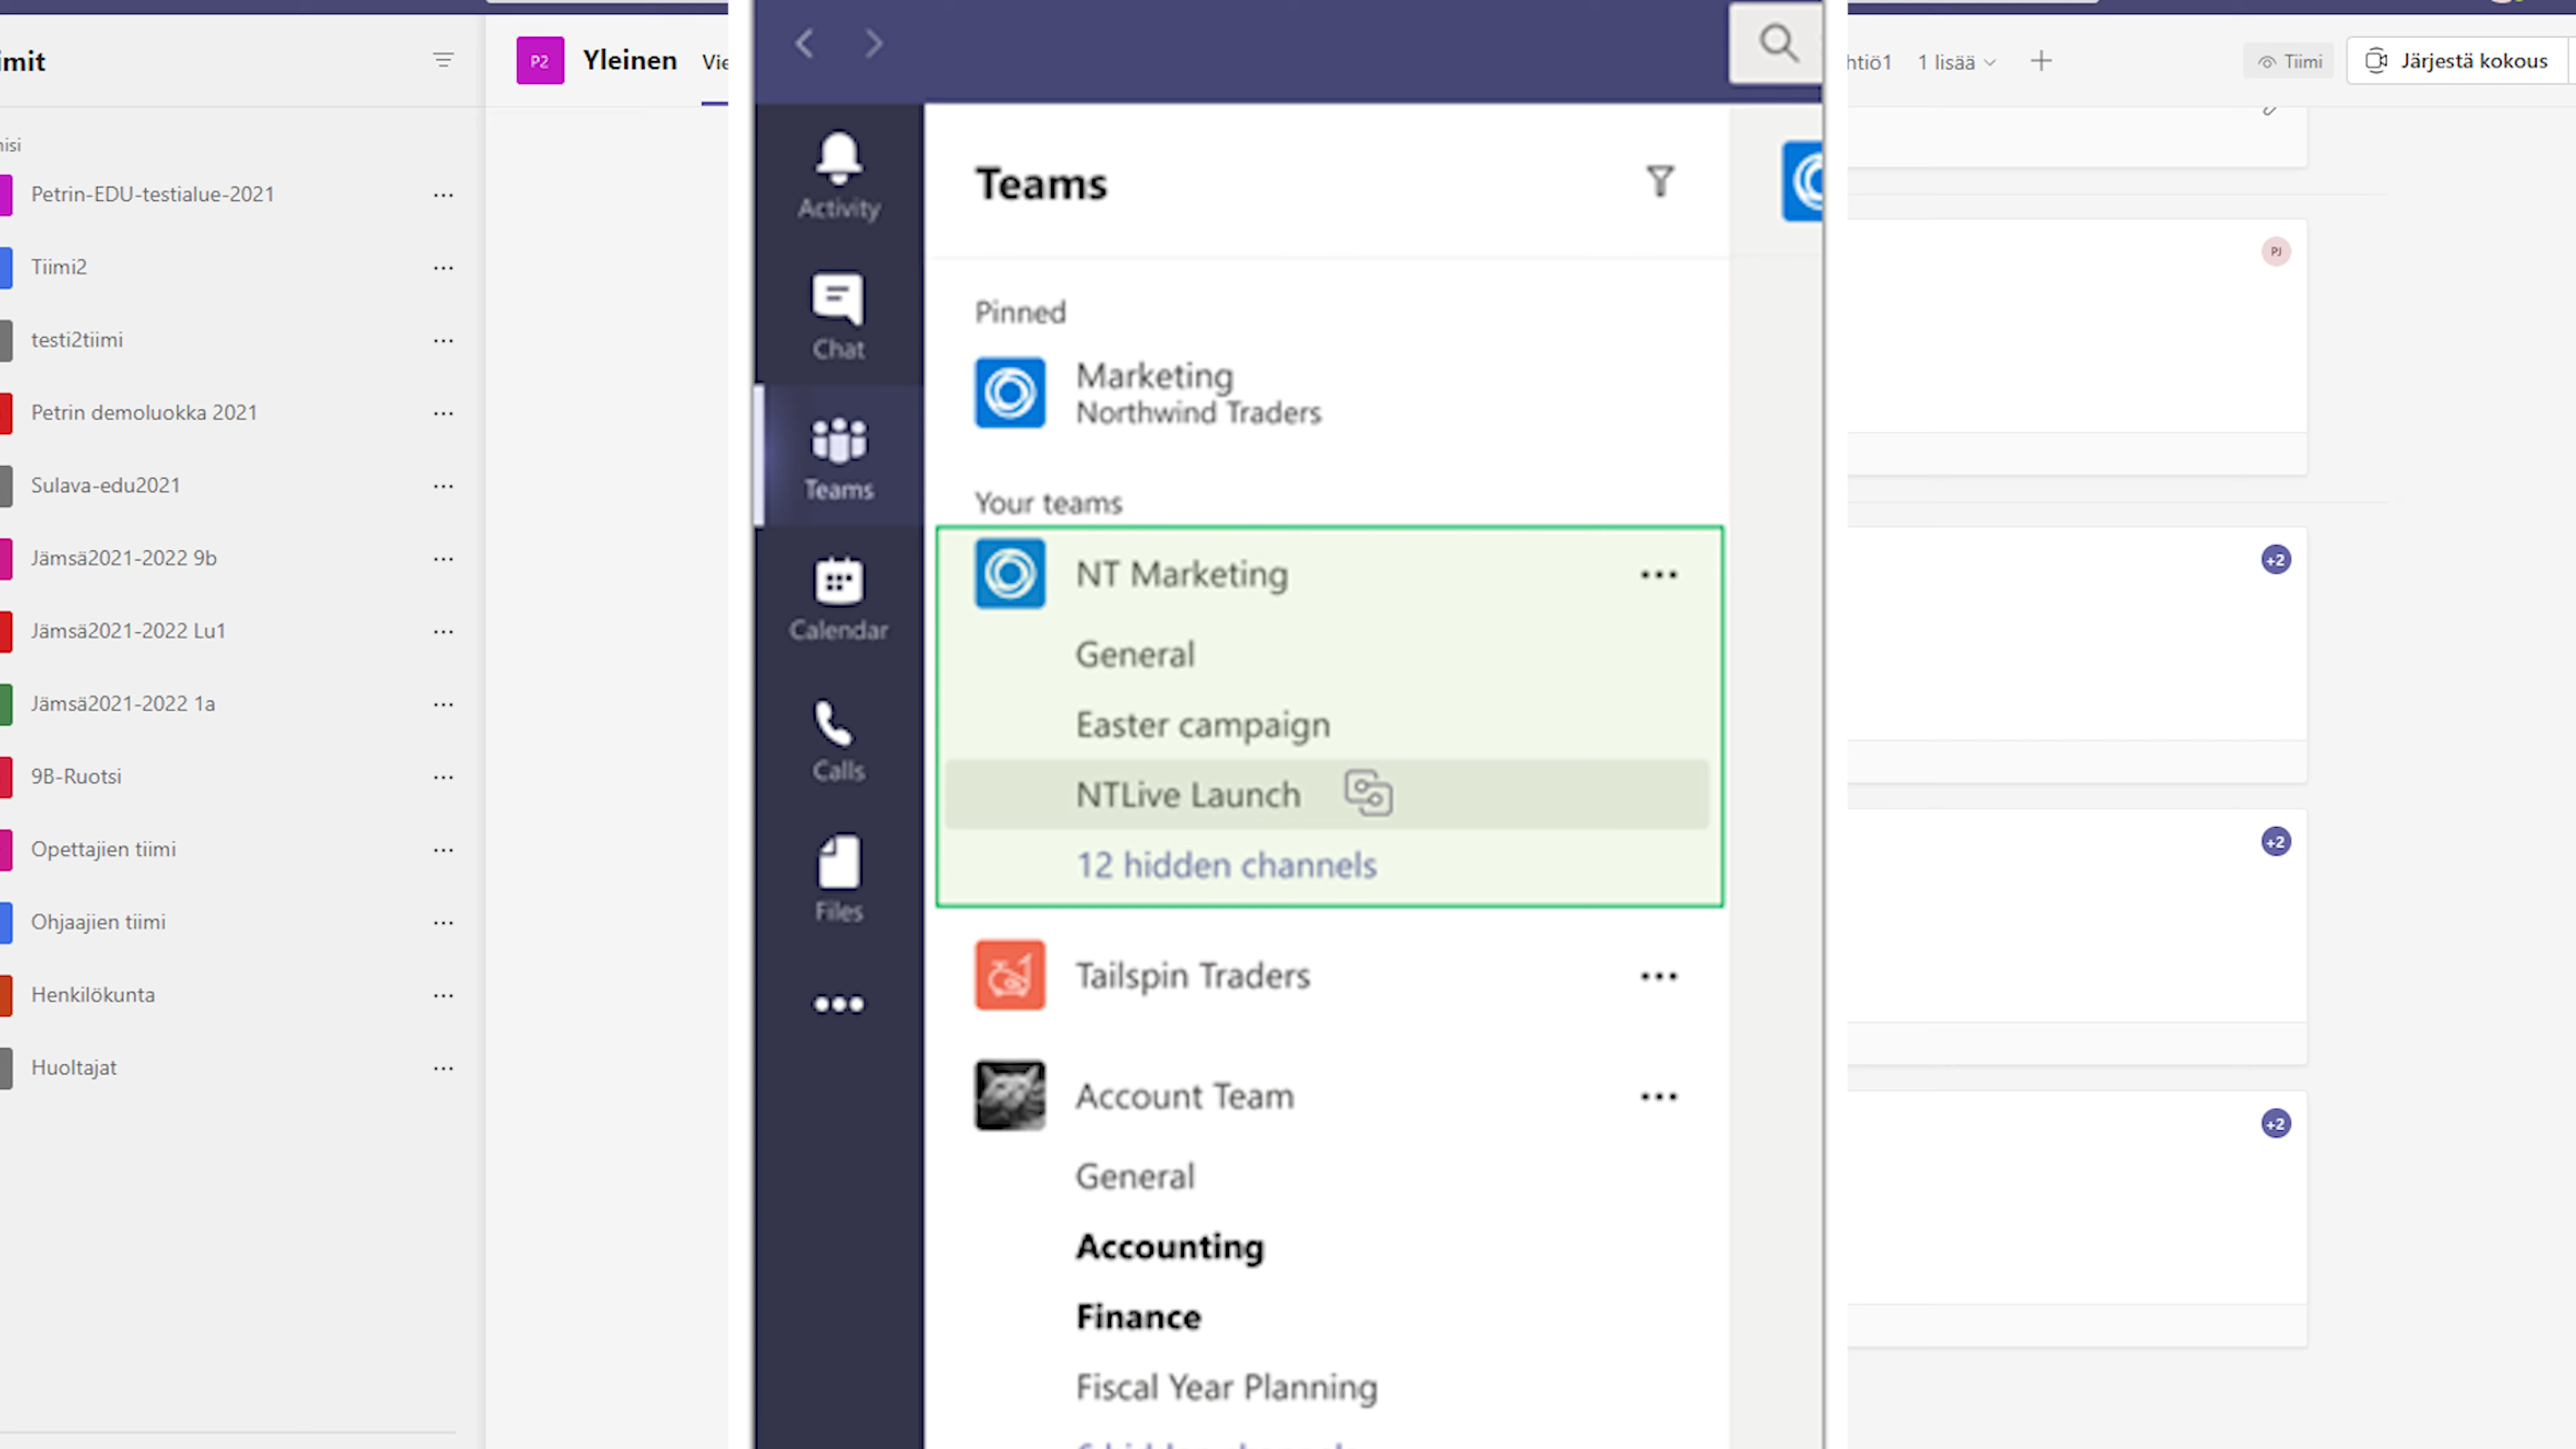 imit
P2
Yleinen
Petrin-EDU-testialue-2021
Tiimi2
testi2tiimi
Petrin demoluokka 2021
Sulava-edu2021
Jämsä2021-2022 9b
Jämsä2021-2022 Lu1
Jämsä2021-2022 1a
9B-Ruotsi
Opettajien tiimi
Ohjaajien tiimi
Henkilökunta
Huoltajat
Activity
Chat
Teams
Calendar
Calls
Files
Teams
Pinned
Marketing
Northwind Traders
Your teams
NT Marketing
General
Easter campaign
NTLive Launch
12 hidden channels
Tailspin Traders
Account Team
General
Accounting
Finance
Fiscal Year Planning
htiö1
1 lisää
Tiimi
Järjestä kokous
PJ
+2
+2
+2